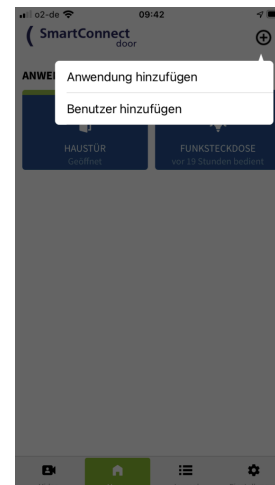 o2-de 09:42
SmartConnect
door
ANWE
Anwendung hinzufügen
Benutzer hinzufügen
HAUSTÜR FUNKSTECKDOSE
Geöffnet vor 19 Stunden bedient